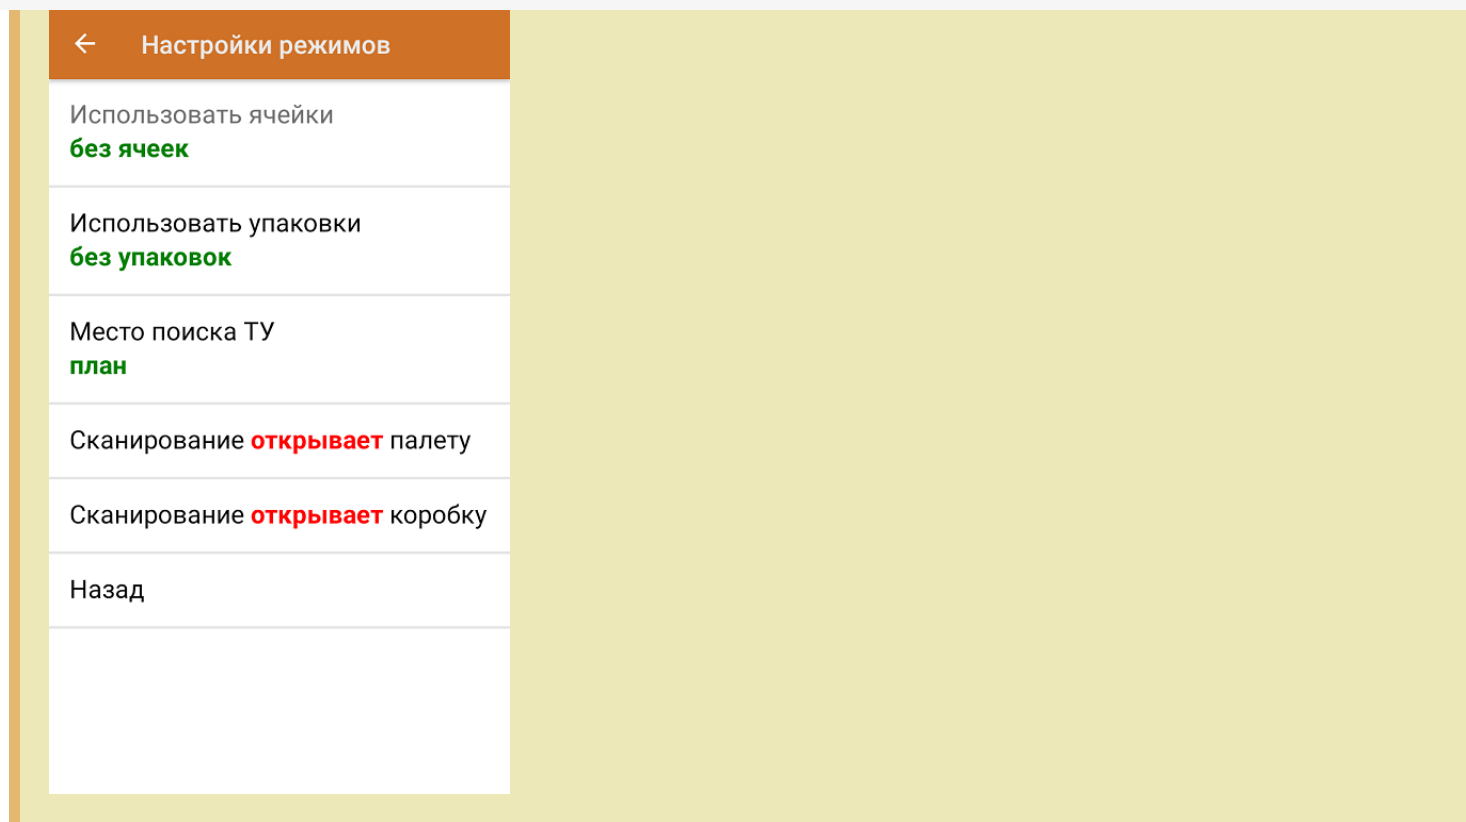 Настройки режимов
Использовать ячейки
без ячеек
Использовать упаковки
без упаковок
Место поиска ТУ
план
Сканирование открывает палету
Сканирование открывает коробку
Назад